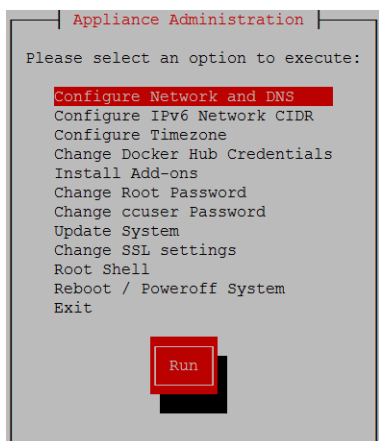 Appliance Administration
Please select an option to execute:
Configure Network and DNS
Configure IPv6 Network CIDR
Configure Timezone
Change Docker Hub Credentials
Install Add-ons
Change Root Password
Change ccuser Password
Update System
Change SSL settings
Root Shell
Reboot / Poweroff System
Exit
Run